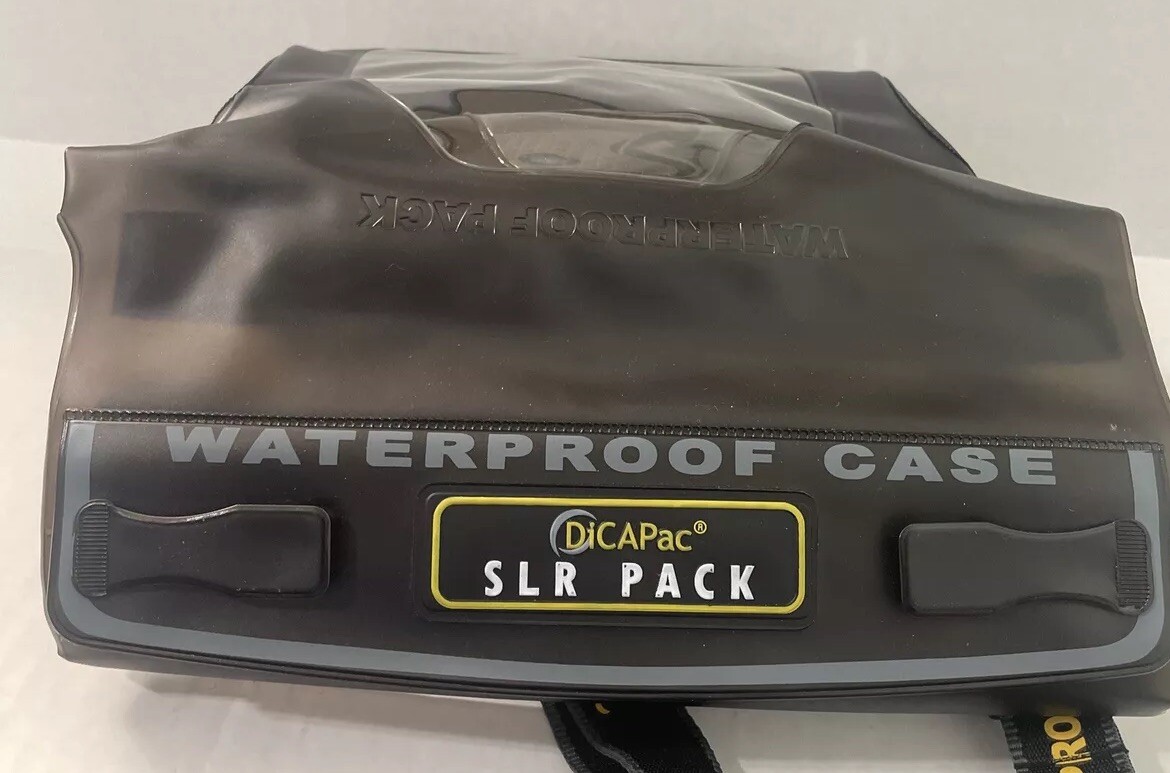 WATERPROOF PACK
WATERPROOF CASE
DiCAPac®
SLR PACK